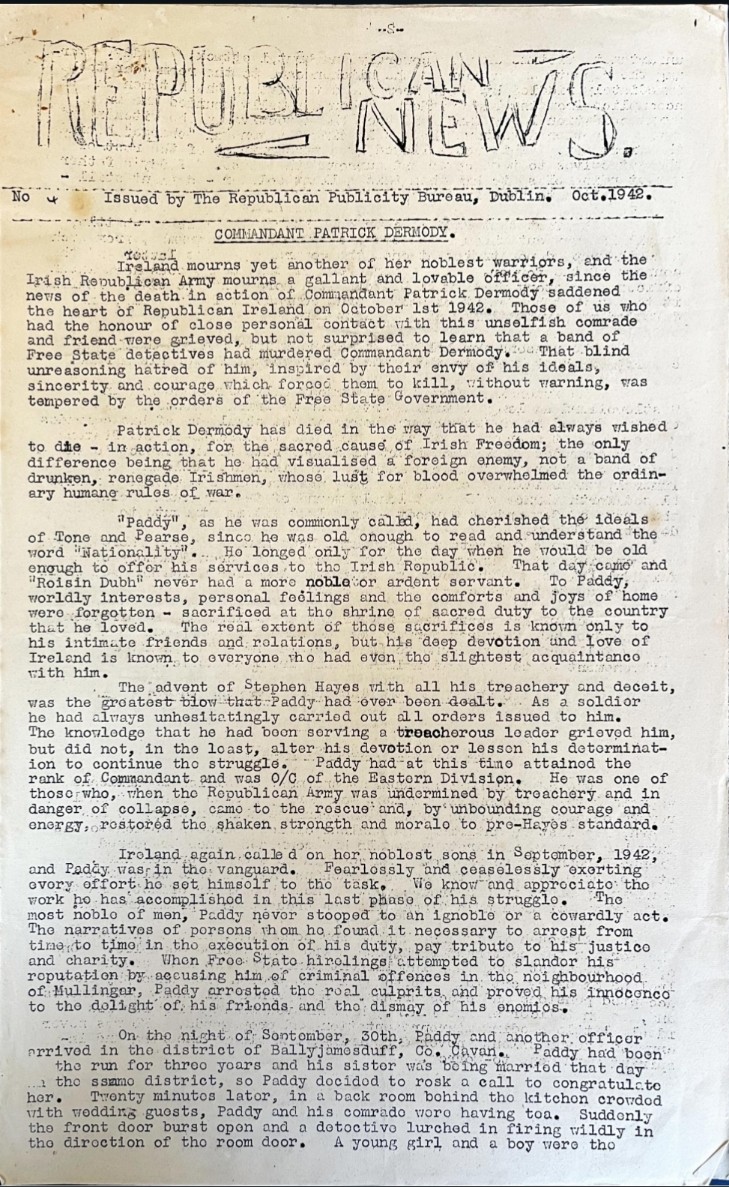 -S-
REPUBLICAN NEWS.
No 4 Issued by The Republican Publicity Bureau, Dublin. Oct.1942.
COMMANDANT PATRICK DERMODY.
Ireland mourns yet another of her noblest warriors, and the
Irish Republican Army mourns a gallant and lovable officer, since the
news of the death in action of Commandant Patrick Dermody saddened
the heart of Republican Ireland on October 1st 1942. Those of us who
had the honour of close personal contact with this unselfish comrade
and friend were grieved, but not surprised to learn that a band of
Free State detectives had murdered Commandant Dermody. That blind
unreasoning hatred of him, inspired by their envy of his ideals,
sincerity and courage which forced them to kill, without warning, was
tempered by the orders of the Free State Government.
Patrick Dermody has died in the way that he had always wished
to die - in action, for the sacred cause of Irish Freedom; the only
difference being that he had visualised a foreign enemy, not a band of
drunken, renegade Irishmen, whose lust for blood overwhelmed the ordin-
ary humane rules of war.
"Paddy", as he was commonly called, had cherished the ideals
of Tone and Pearse, since he was old enough to read and understand the
word "Nationality". He longed only for the day when he would be old
enough to offer his services to the Irish Republic. That day came and
"Roisin Dubh" never had a more noble or ardent servant. To Paddy,
worldly interests, personal feelings and the comforts and joys of home
were forgotten - sacrificed at the shrine of sacred duty to the country
that he loved. The real extent of those sacrifices is known only to
his intimate friends and relations, but his deep devotion and love of
Ireland is known to everyone who had even the slightest acquaintance
with him.
The advent of Stephen Hayes with all his treachery and deceit,
was the greatest blow that Paddy had ever been dealt. As a soldier
he had always unhesitatingly carried out all orders issued to him.
The knowledge that he had been serving a treacherous leader grieved him,
but did not, in the least, alter his devotion or lesson his determinat-
ion to continue the struggle. Paddy had at this time attained the
rank of Commandant and was O/C of the Eastern Division. He was one of
those who, when the Republican Army was undermined by treachery and in
danger of collapse, came to the rescue and, by unbounding courage and
energy, restored the shaken strength and morale to pre-Hayes standard.
Ireland again called on her noblest sons in September, 1942,
and Paddy was in the vanguard. Fearlessly and ceaselessly exerting
every effort he set himself to the task. We know and appreciate the
work he has accomplished in this last phase of his struggle. The
most noble of men, Paddy never stooped to an ignoble or a cowardly act.
The narratives of persons whom he found it necessary to arrest from
time to time in the execution of his duty, pay tribute to his justice
and charity. When Free State hirelings attempted to slander his
reputation by accusing him of criminal offences in the neighbourhood
of Mullingar, Paddy arrested the real culprits and proved his innocence
to the delight of his friends and the dismay of his enemies.
On the night of September, 30th, Paddy and another officer
arrived in the district of Ballyjamesduff, Co. Cavan. Paddy had been
the run for three years and his sister was being married that day
the ssmme district, so Paddy decided to rosk a call to congratulate
her. Twenty minutes later, in a back room behind the kitchen crowded
with wedding guests, Paddy and his comrade were having tea. Suddenly
the front door burst open and a detective lurched in firing wildly in
the direction of the room door. A young girl and a boy were the